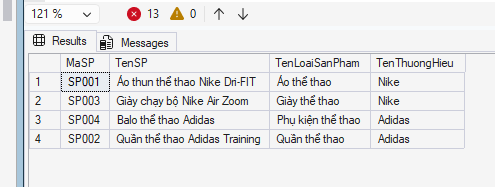 121 % 13 0
Results Messages
MaSP TenSP TenLoaiSanPham TenThuongHieu
1 SP001 Áo thun thể thao Nike Dri-FIT Áo thể thao Nike
2 SP003 Giày chạy bộ Nike Air Zoom Giày thể thao Nike
3 SP004 Balo thể thao Adidas Phụ kiện thể thao Adidas
4 SP002 Quần thể thao Adidas Training Quần thể thao Adidas